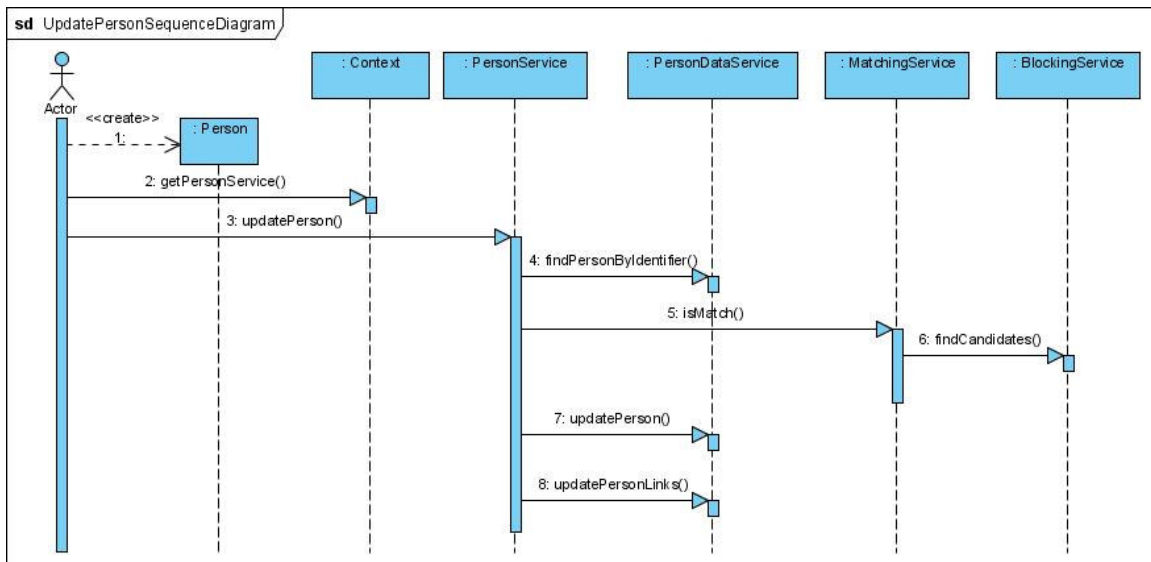 sd UpdatePersonSequenceDiagram
: Context
: PersonService
: PersonDataService
: MatchingService
: BlockingService
Actor
<<create>>
1:
: Person
2: getPersonService()
3: updatePerson()
4: findPersonByIdentifier()
5: isMatch()
6: findCandidates()
7: updatePerson()
8: updatePersonLinks()